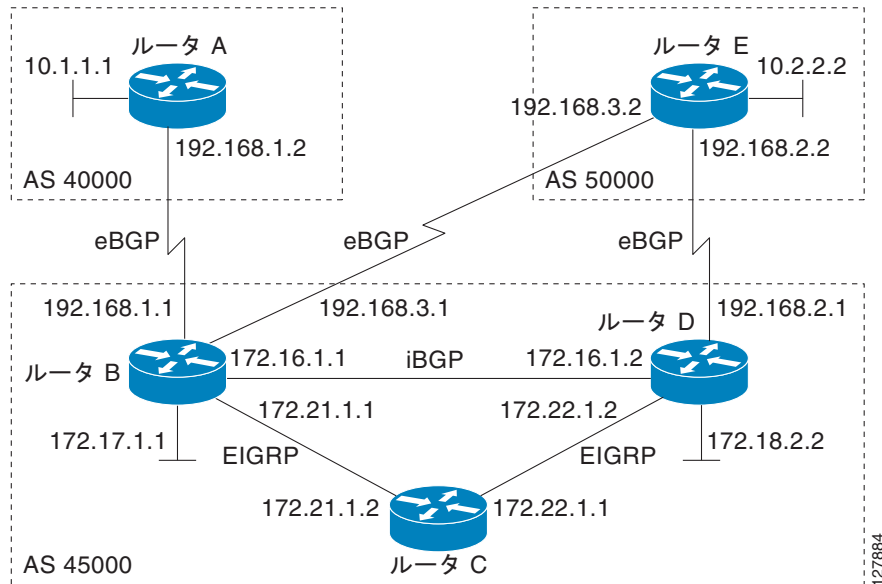 ルータ A
ルータ E
10.1.1.1
10.2.2.2
192.168.3.2
192.168.1.2
192.168.2.2
AS 40000
AS 50000
eBGP
eBGP
eBGP
192.168.1.1
192.168.3.1
192.168.2.1
ルータ D
ルータ B
172.16.1.1
iBGP
172.16.1.2
172.21.1.1
172.22.1.2
172.17.1.1
EIGRP
EIGRP
172.18.2.2
172.21.1.2
172.22.1.1
AS 45000
ルータ C
127884